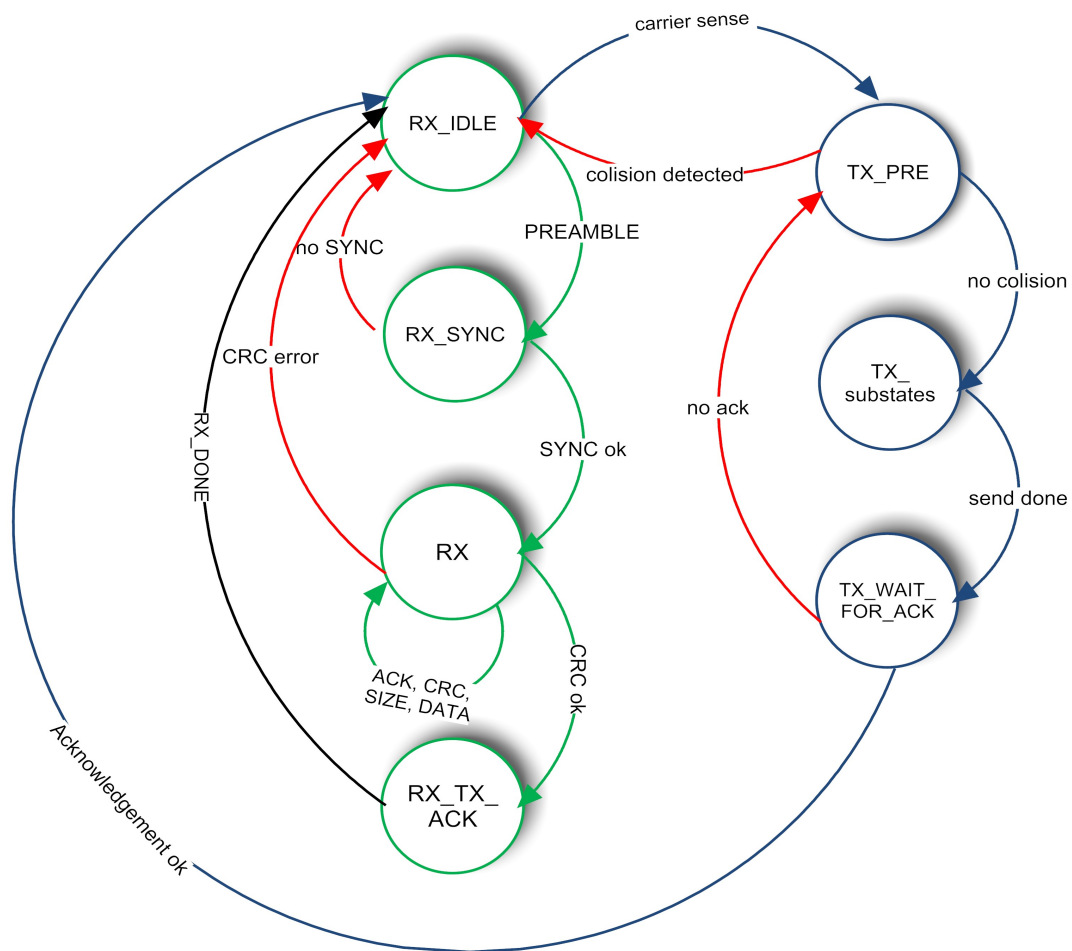 carrier sense
RX_IDLE
TX_PRE
colision detected
PREAMBLE
no SYNC
no colision
RX_SYNC
CRC error
TX_
substates
no ack
RX_DONE
SYNC ok
send done
RX
TX_WAIT_
FOR_ACK
ACK, CRC,
SIZE, DATA
CRC ok
Acknowledgement ok
RX_TX_
ACK